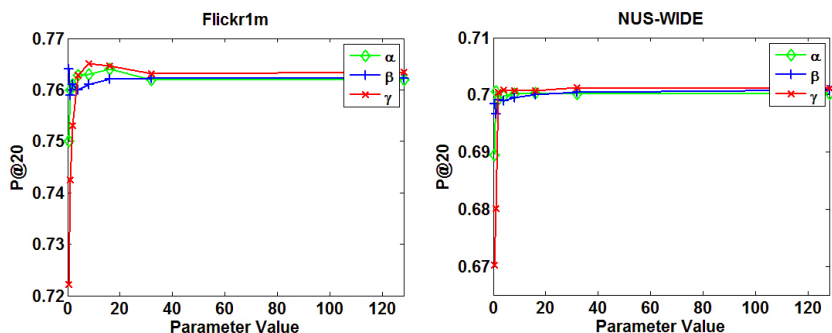 Flickr1m
0.77
0.76
0.75
0.74
0.73
0.72
P@20
0 20 40 60 80 100 120
Parameter Value
α
β
γ
NUS-WIDE
0.71
0.7
0.69
0.68
0.67
P@20
0 20 40 60 80 100 120
Parameter Value
α
β
γ